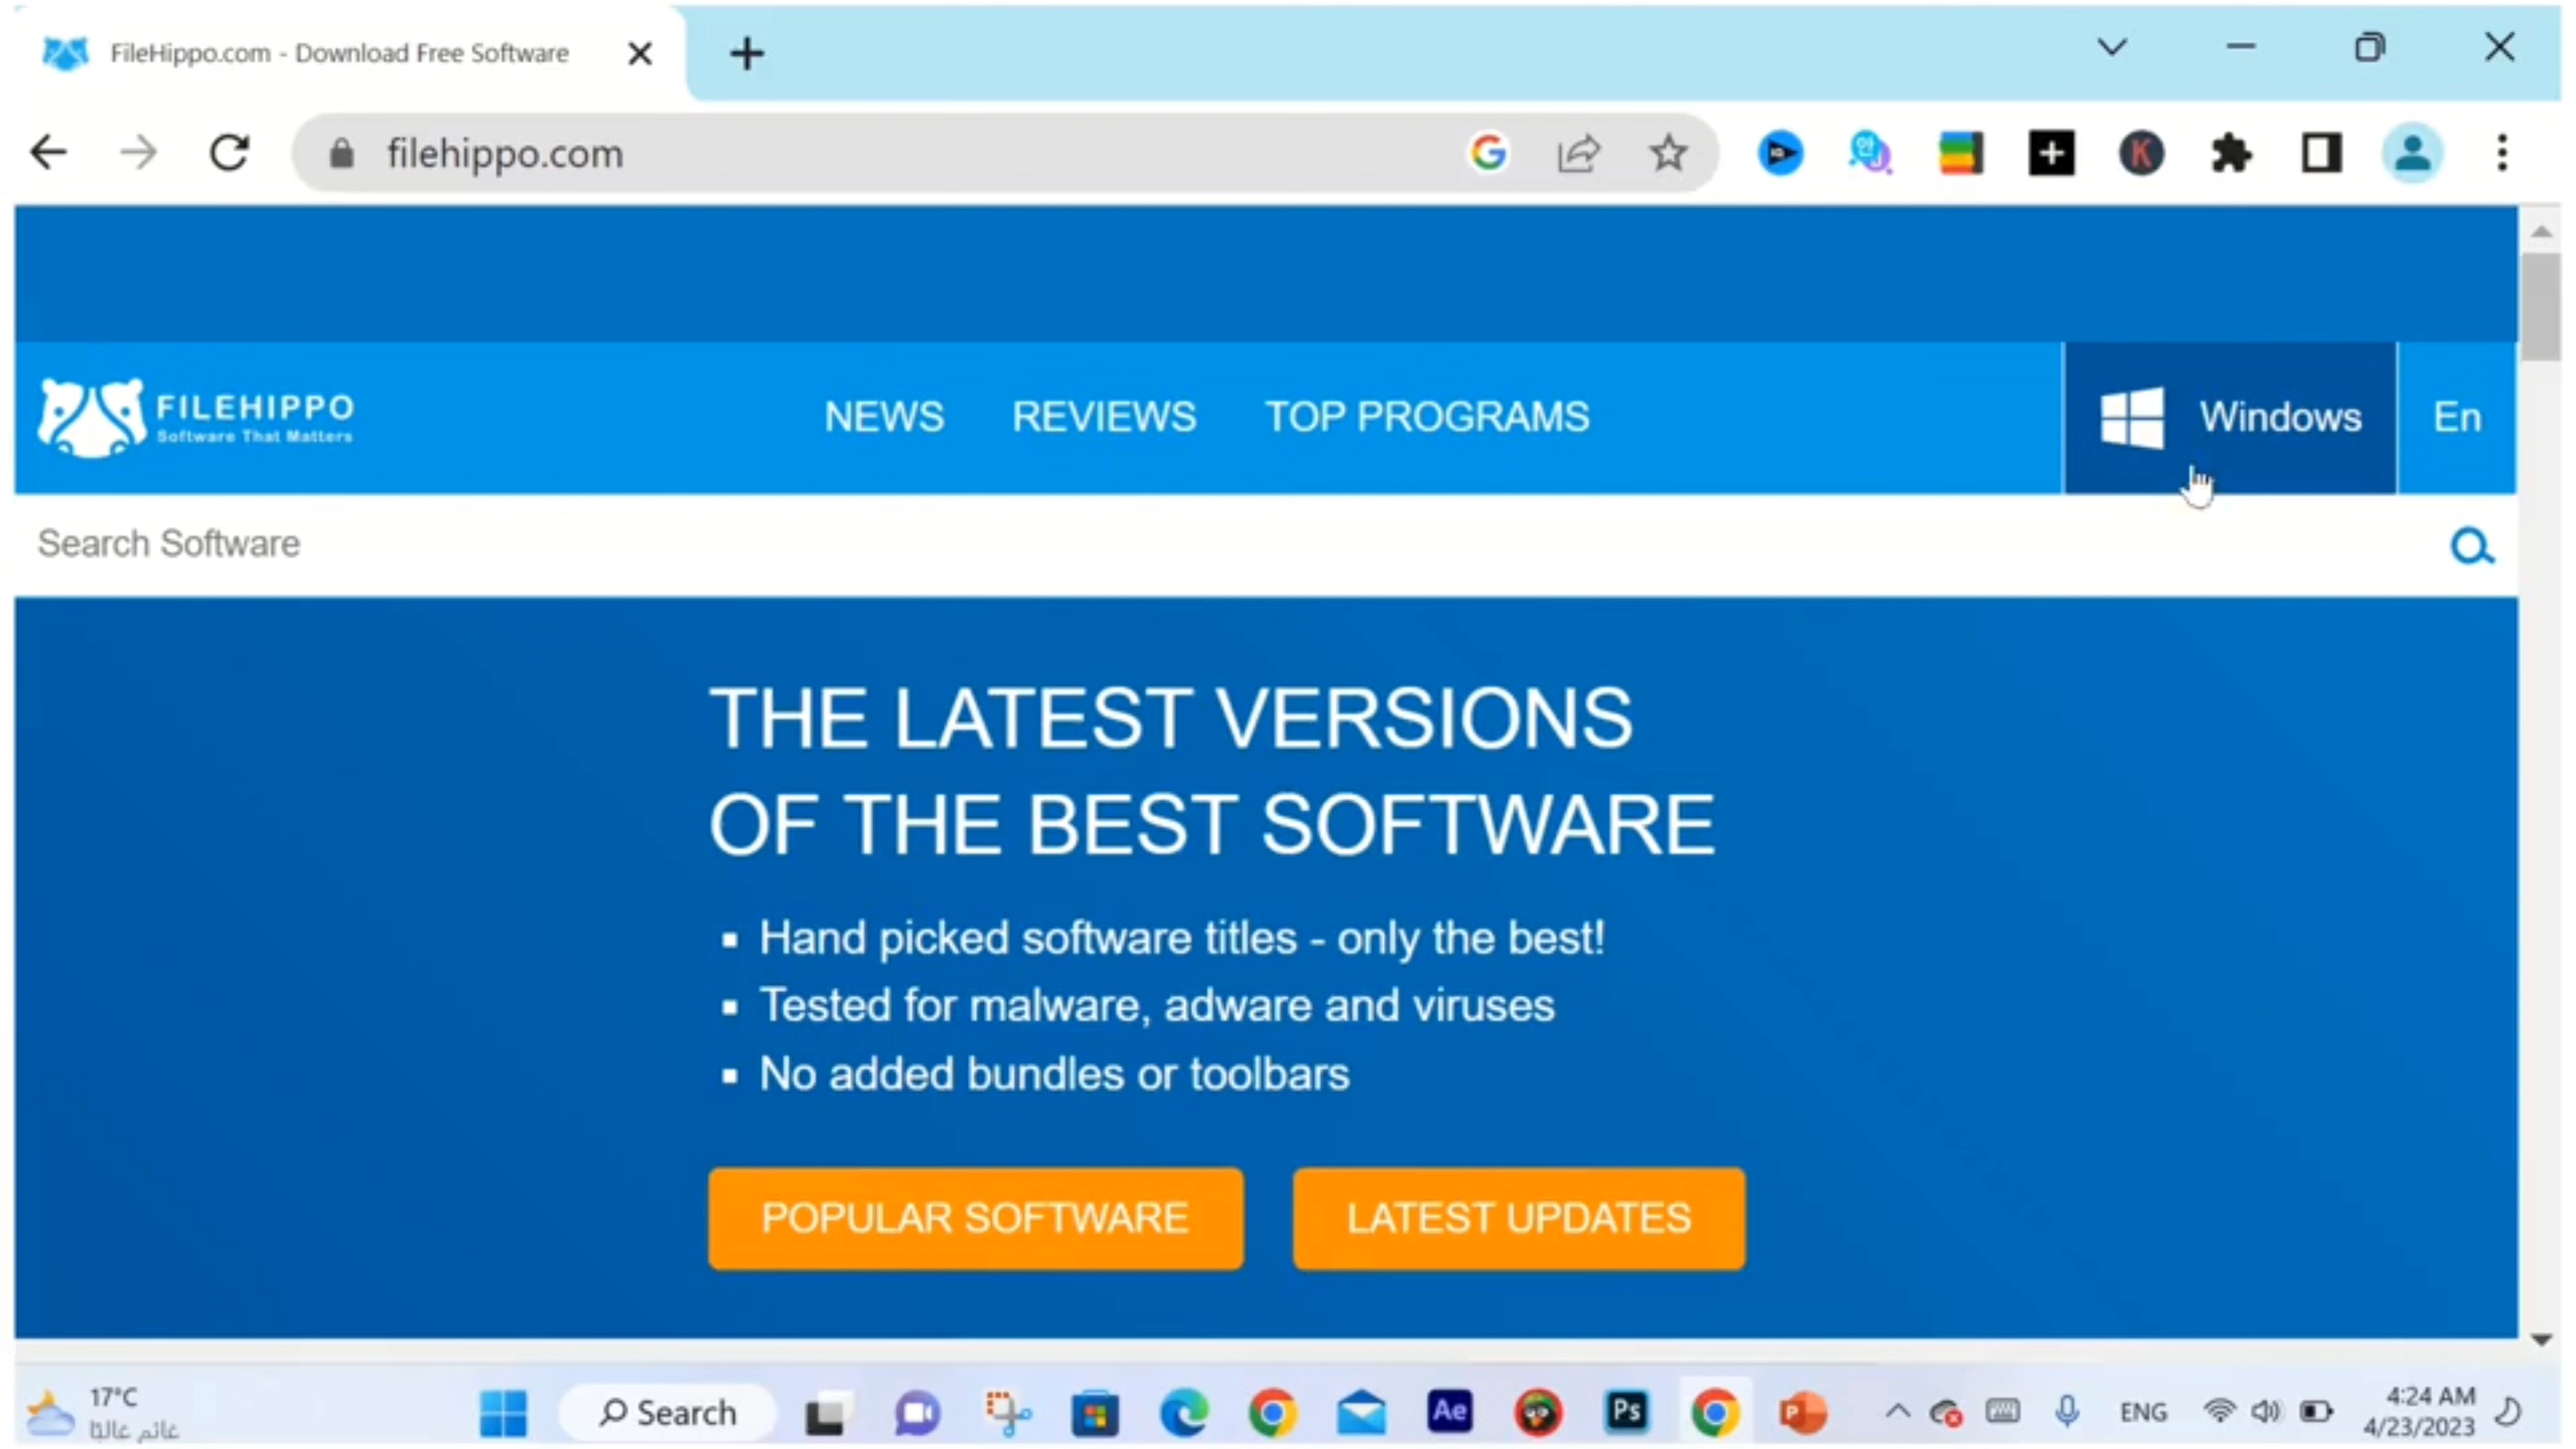 FileHippo.com - Download Free Software
filehippo.com
FILEHIPPO
Software That Matters
NEWS
REVIEWS
TOP PROGRAMS
Windows
En
Search Software
THE LATEST VERSIONS
OF THE BEST SOFTWARE
Hand picked software titles - only the best!
Tested for malware, adware and viruses
No added bundles or toolbars
POPULAR SOFTWARE
LATEST UPDATES
17°C
غائم غالبًا
Search
Ae
Ps
P
ENG
4:24 AM
4/23/2023